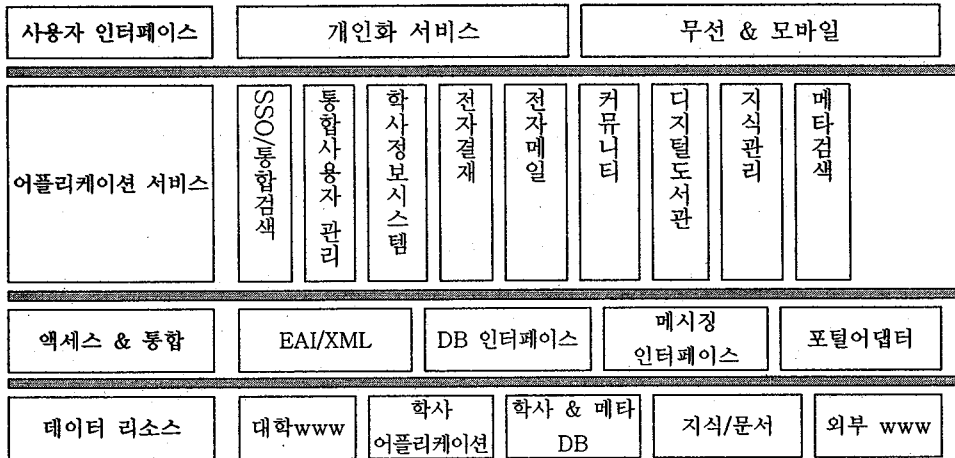 사용자 인터페이스
개인화 서비스
무선 & 모바일
어플리케이션 서비스
SSO/통합검색
통합사용자 관리
학사정보시스템
전자결재
전자메일
커뮤니티
디지털도서관
지식관리
메타검색
액세스 & 통합
EAI/XML
DB 인터페이스
메시징
인터페이스
포털어댑터
데이터 리소스
대학www
학사
어플리케이션
학사 & 메타
DB
지식/문서
외부 www